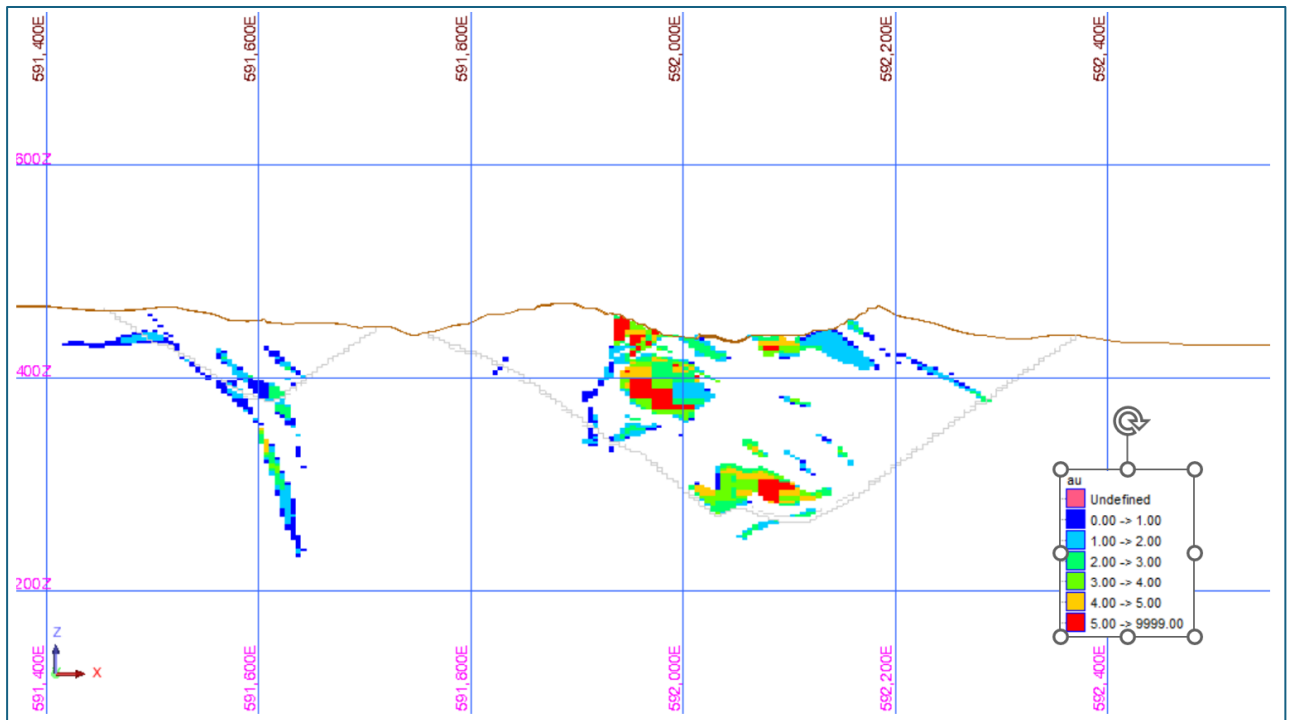 591,400E
591,600E
591,800E
592,000E
592,200E
592,400E
600Z
400Z
200Z
au
Undefined
0.00 -> 1.00
1.00 -> 2.00
2.00 -> 3.00
3.00 -> 4.00
4.00 -> 5.00
5.00 -> 9999.00
Z
X
591,400E
591,600E
591,800E
592,000E
592,200E
592,400E